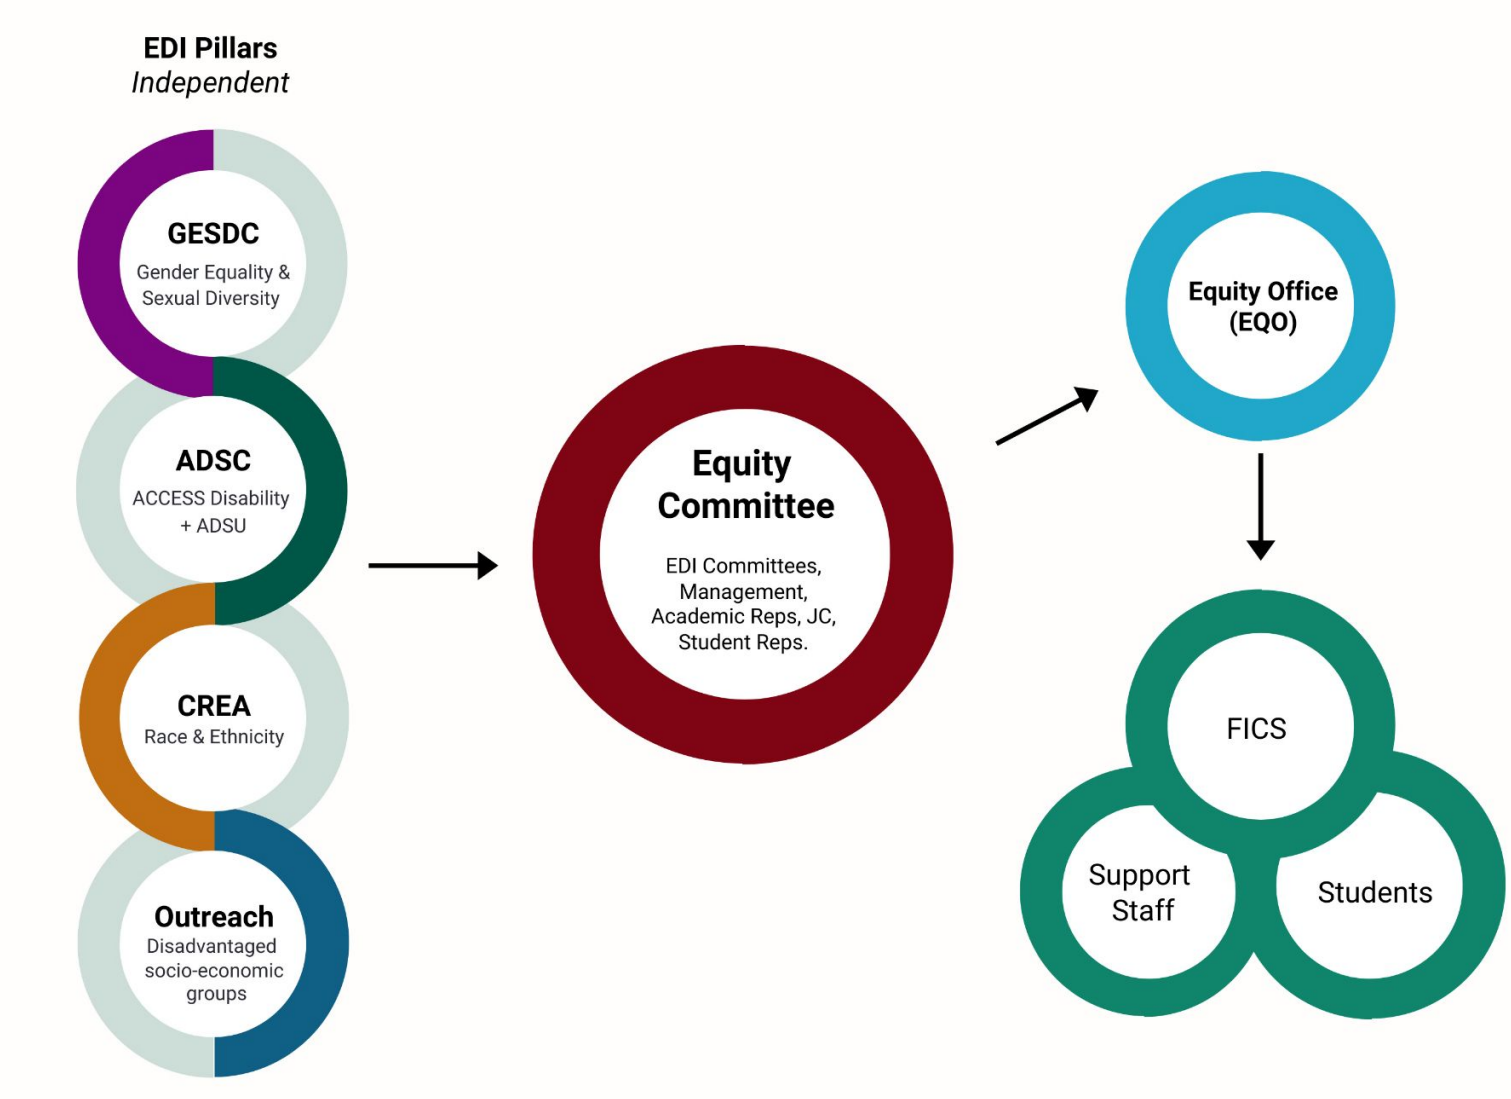 EDI Pillars
Independent
GESDC
Gender Equality &
Sexual Diversity
ADSC
ACCESS Disability
+ ADSU
CREA
Race & Ethnicity
Outreach
Disadvantaged
socio-economic
groups
Equity
Committee
EDI Committees,
Management,
Academic Reps, JC,
Student Reps.
Equity Office
(EQO)
FICS
Support
Staff
Students